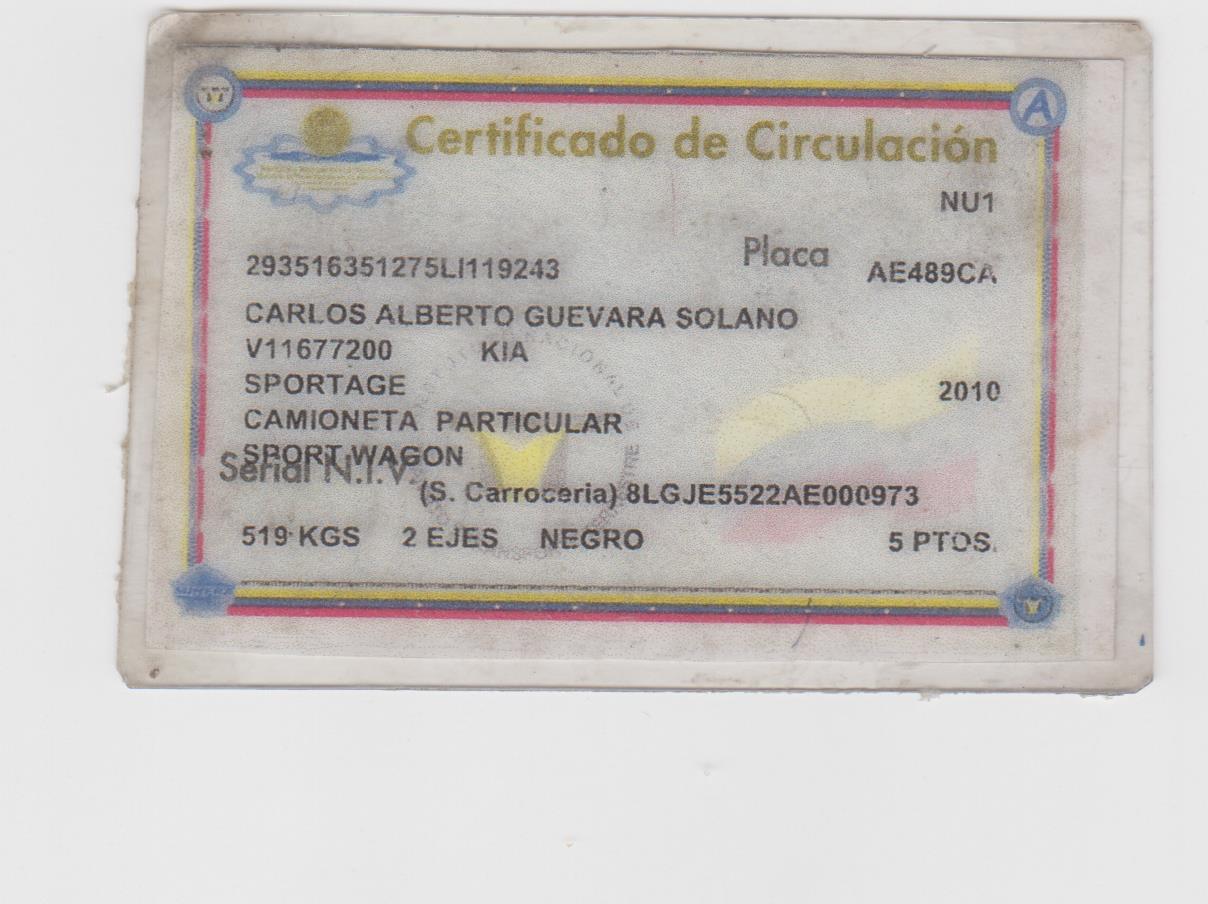 Certificado de Circulación
NU1
293516351275LI119243 Placa AE489CA
CARLOS ALBERTO GUEVARA SOLANO
V11677200 KIA
SPORTAGE 2010
CAMIONETA PARTICULAR
SPORT WAGON
Serial N.I.V.
(S. Carroceria) 8LGJE5522AE000973
519 KGS 2 EJES NEGRO 5 PTOS.